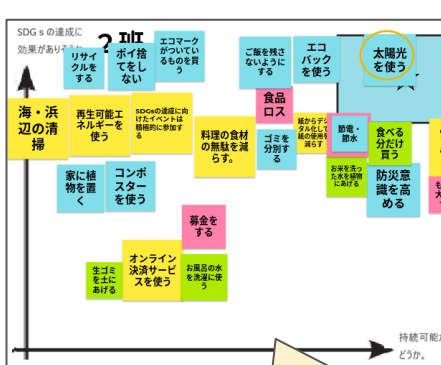 SDGｓの達成に
効果がありそうか
２班
リサイ
クルを
する
ポイ捨
てをし
ない
エコマーク
がついてい
るものを買
う
ご飯を残さ
ないように
する
エコ
バック
を使う
太陽光
を使う
海・浜
辺の清
掃
再生可能エ
ネルギーを
使う
SDGsの達成に向
けたイベントは
積極的に参加す
る
料理の食材
の無駄を減
らす。
食品
ロス
ゴミを
分別す
る
紙からデジ
タル化して
紙の使用を
減らす
節電・
節水
食べる
分だけ
買う
お米を洗っ
た水を植物
にあげる
防災意
識を高
める
家に植
物を置
く
コンポ
スター
を使う
募金を
する
生ゴミ
を土に
あげる
オンライン
決済サービ
スを使う
お風呂の水
を洗濯に使
う
持続可能
どうか。